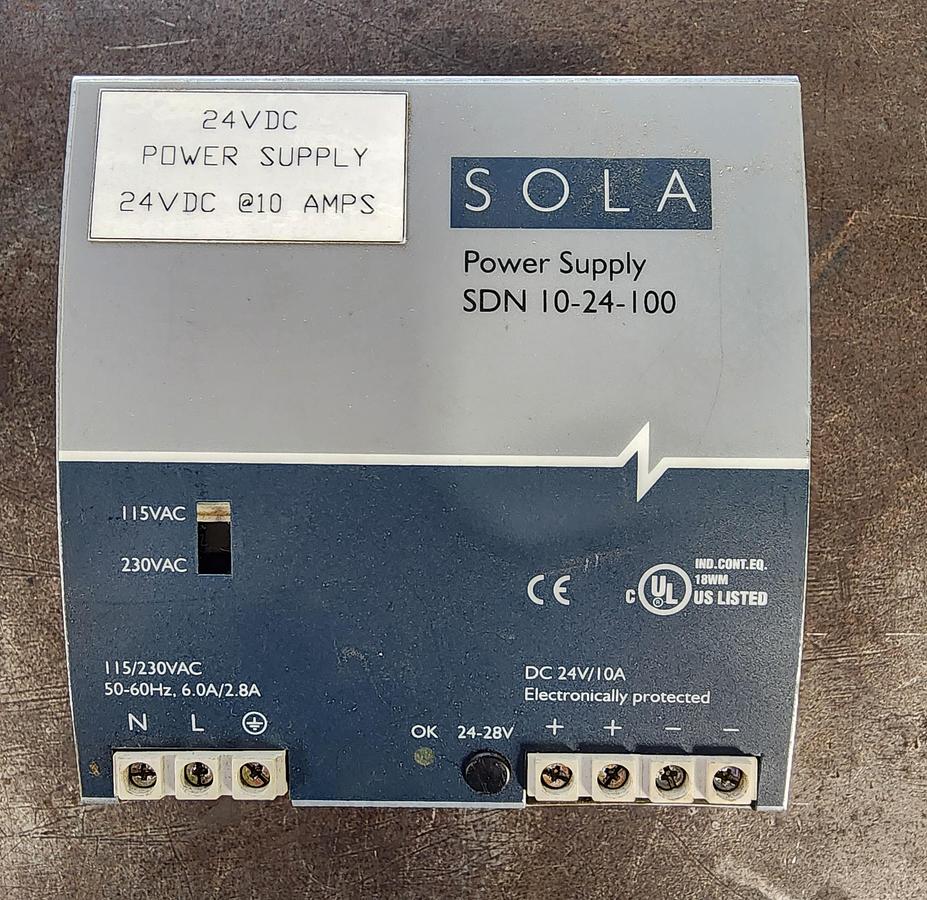 24VDC
POWER SUPPLY
24VDC @10 AMPS
SOLA
Power Supply
SDN 10-24-100
115VAC
230VAC
CE
IND.CONT.EQ.
18WM
C UL US LISTED
115/230VAC
50-60Hz, 6.0A/2.8A
N L
DC 24V/10A
Electronically protected
OK 24-28V
+ + − −